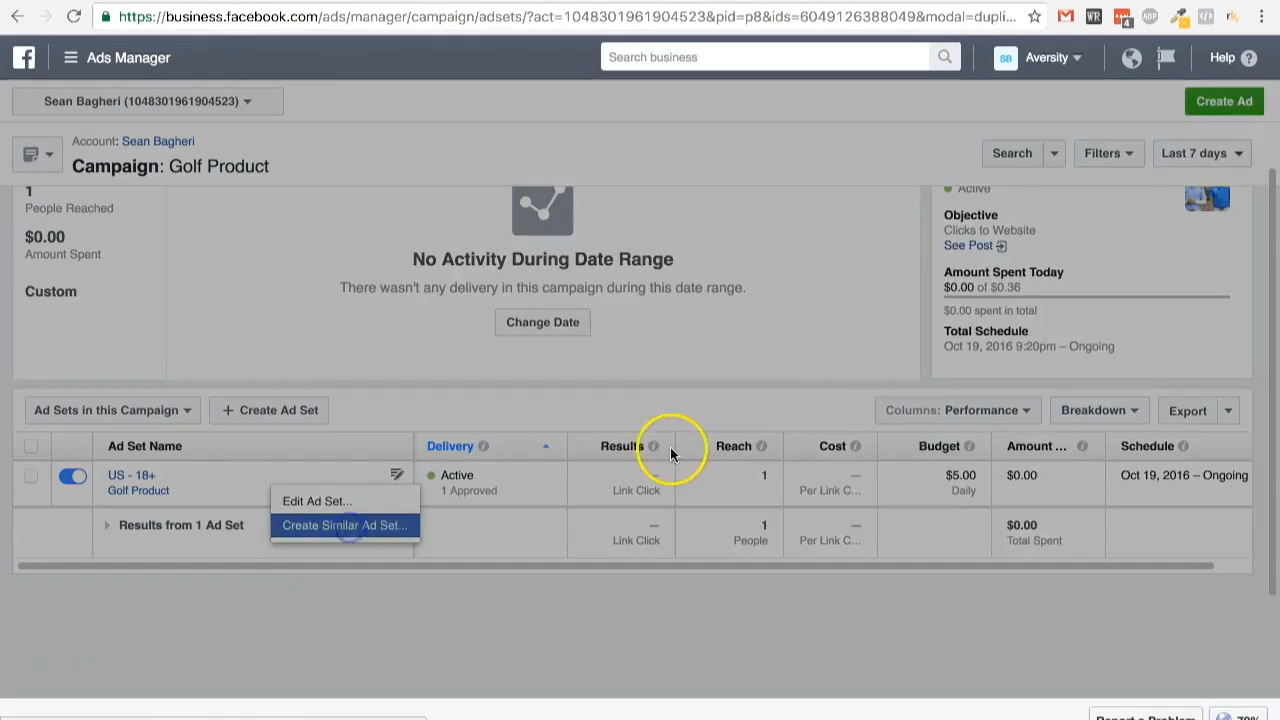 https://business.facebook.com/ads/manager/campaign/adsets/?act=1048301961904523&pid=p8&ids=6049126388049&modal=dupli...
WR
4
ABP
Ads Manager
Search business
SB
Aversity
Help
Sean Bagheri (1048301961904523)
Create Ad
Account: Sean Bagheri
Campaign: Golf Product
Search
Filters
Last 7 days
1
People Reached
$0.00
Amount Spent
Custom
No Activity During Date Range
There wasn't any delivery in this campaign during this date range.
Change Date
Active
Objective
Clicks to Website
See Post
Amount Spent Today
$0.00 of $0.36
$0.00 spent in total
Total Schedule
Oct 19, 2016 9:20pm – Ongoing
Ad Sets in this Campaign
+ Create Ad Set
Columns: Performance
Breakdown
Export
Ad Set Name
Delivery
Results
Reach
Cost
Budget
Amount ...
Schedule
US - 18+
Golf Product
Active
1 Approved
—
Link Click
1
—
Per Link C...
$5.00
Daily
$0.00
Oct 19, 2016 – Ongoing
Edit Ad Set...
Create Similar Ad Set...
Results from 1 Ad Set
—
Link Click
1
People
—
Per Link C...
$0.00
Total Spent
Report a Problem
70%